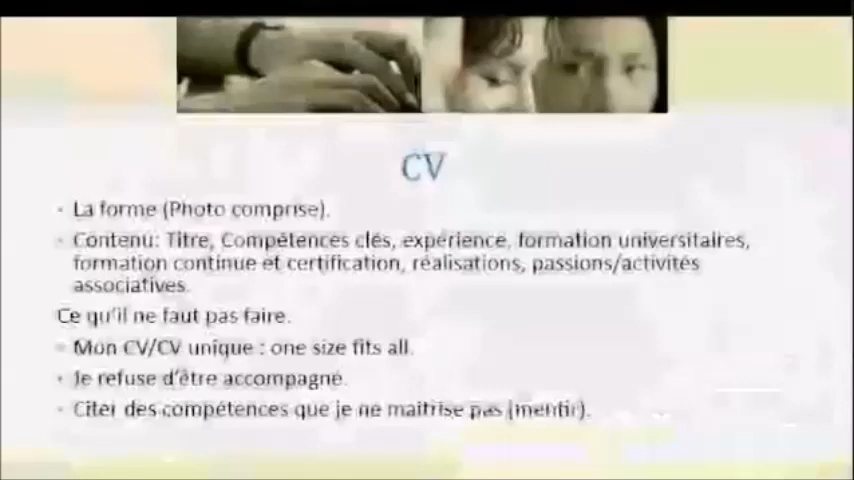 CV
- La forme (Photo comprise).
- Contenu: Titre, Compétences clés, expérience, formation universitaires,
formation continue et certification, réalisations, passions/activités
associatives.
Ce qu'il ne faut pas faire.
- Mon CV/CV unique : one size fits all.
- Je refuse d'être accompagné.
- Citer des compétences que je ne maitrise pas (mentir).